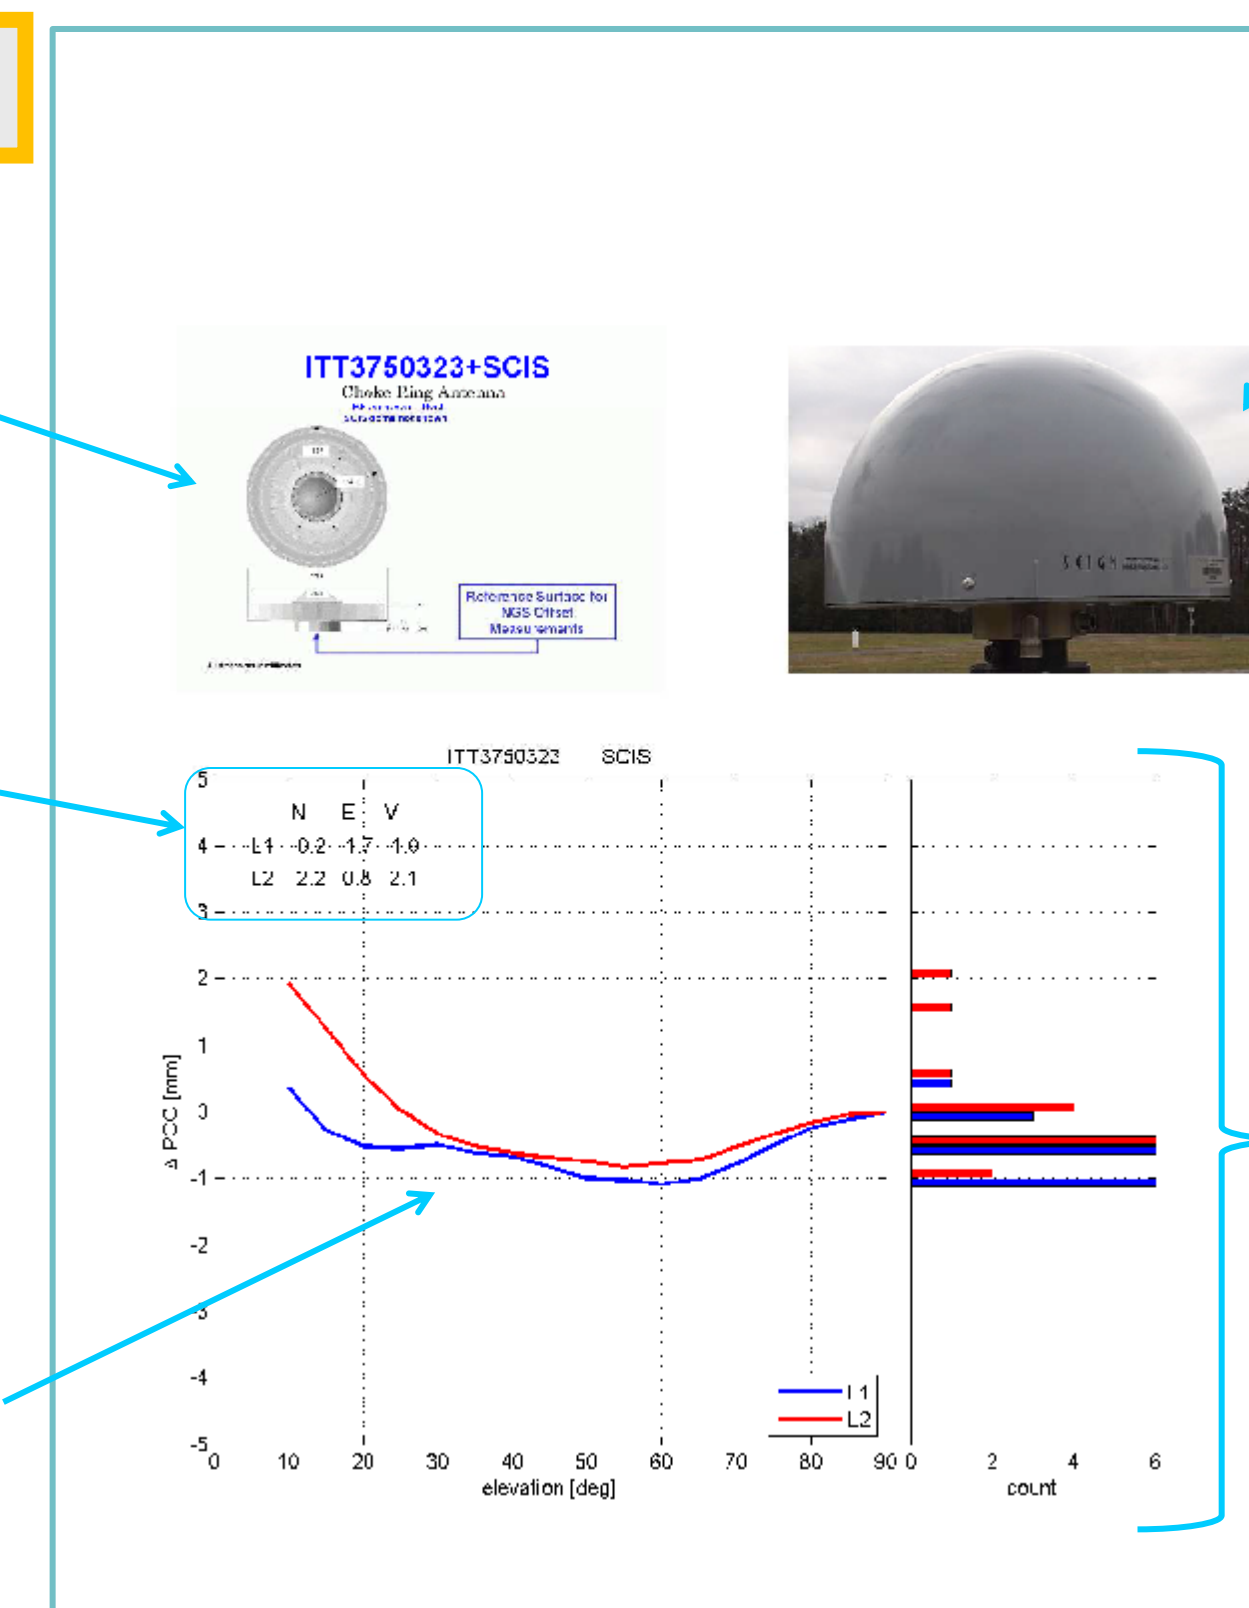 ITT3750323+SCIS
Choke Ring Antenna
Reference Surface for
NGS Offset
Measurements
ITT3750323 SCIS
N E V
L1 -0.2 -1.7 -1.0
L2 2.2 0.8 2.1
5
4
3
2
1
0
-1
-2
-3
-4
-5
Δ PCC [mm]
0 10 20 30 40 50 60 70 80 90
elevation [deg]
L1
L2
0 2 4 6
count